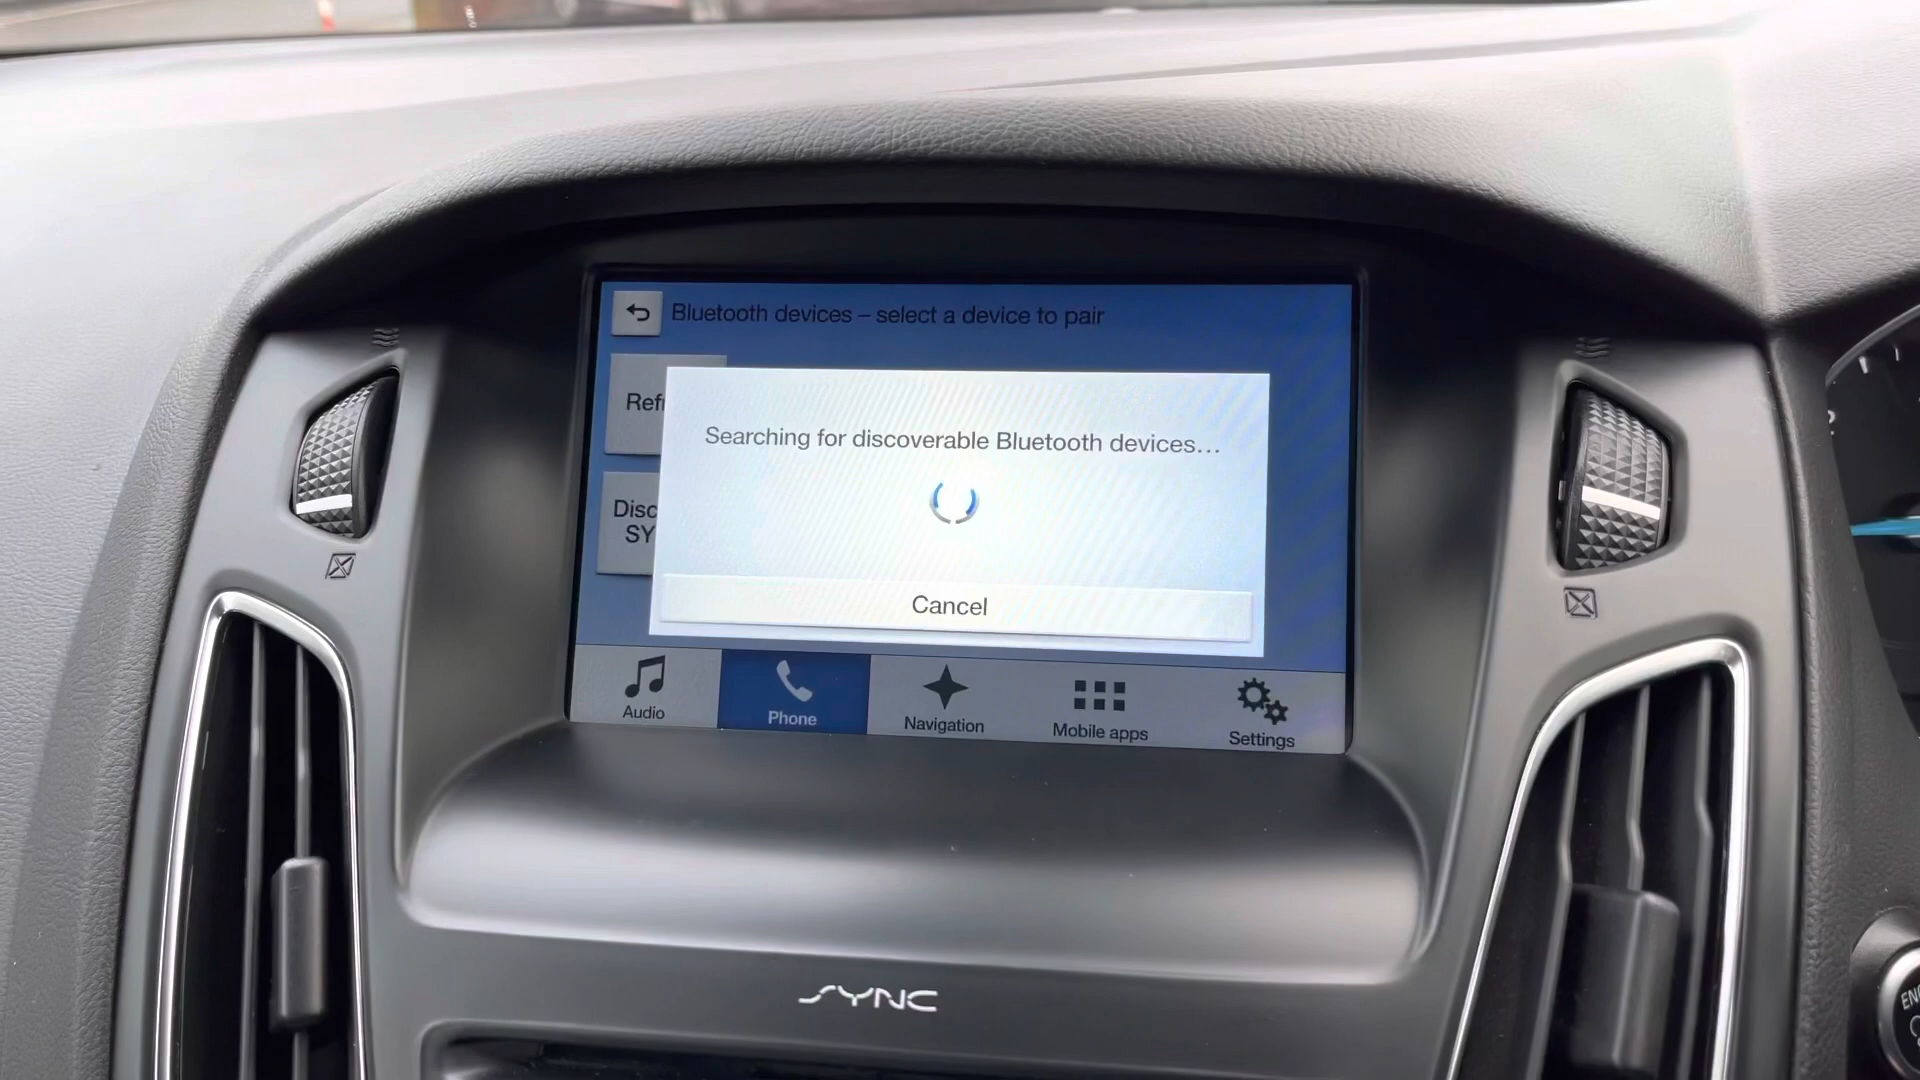 Bluetooth devices – select a device to pair
Refr
Searching for discoverable Bluetooth devices...
Disc
SY
Cancel
Audio
Phone
Navigation
Mobile apps
Settings
SYNC